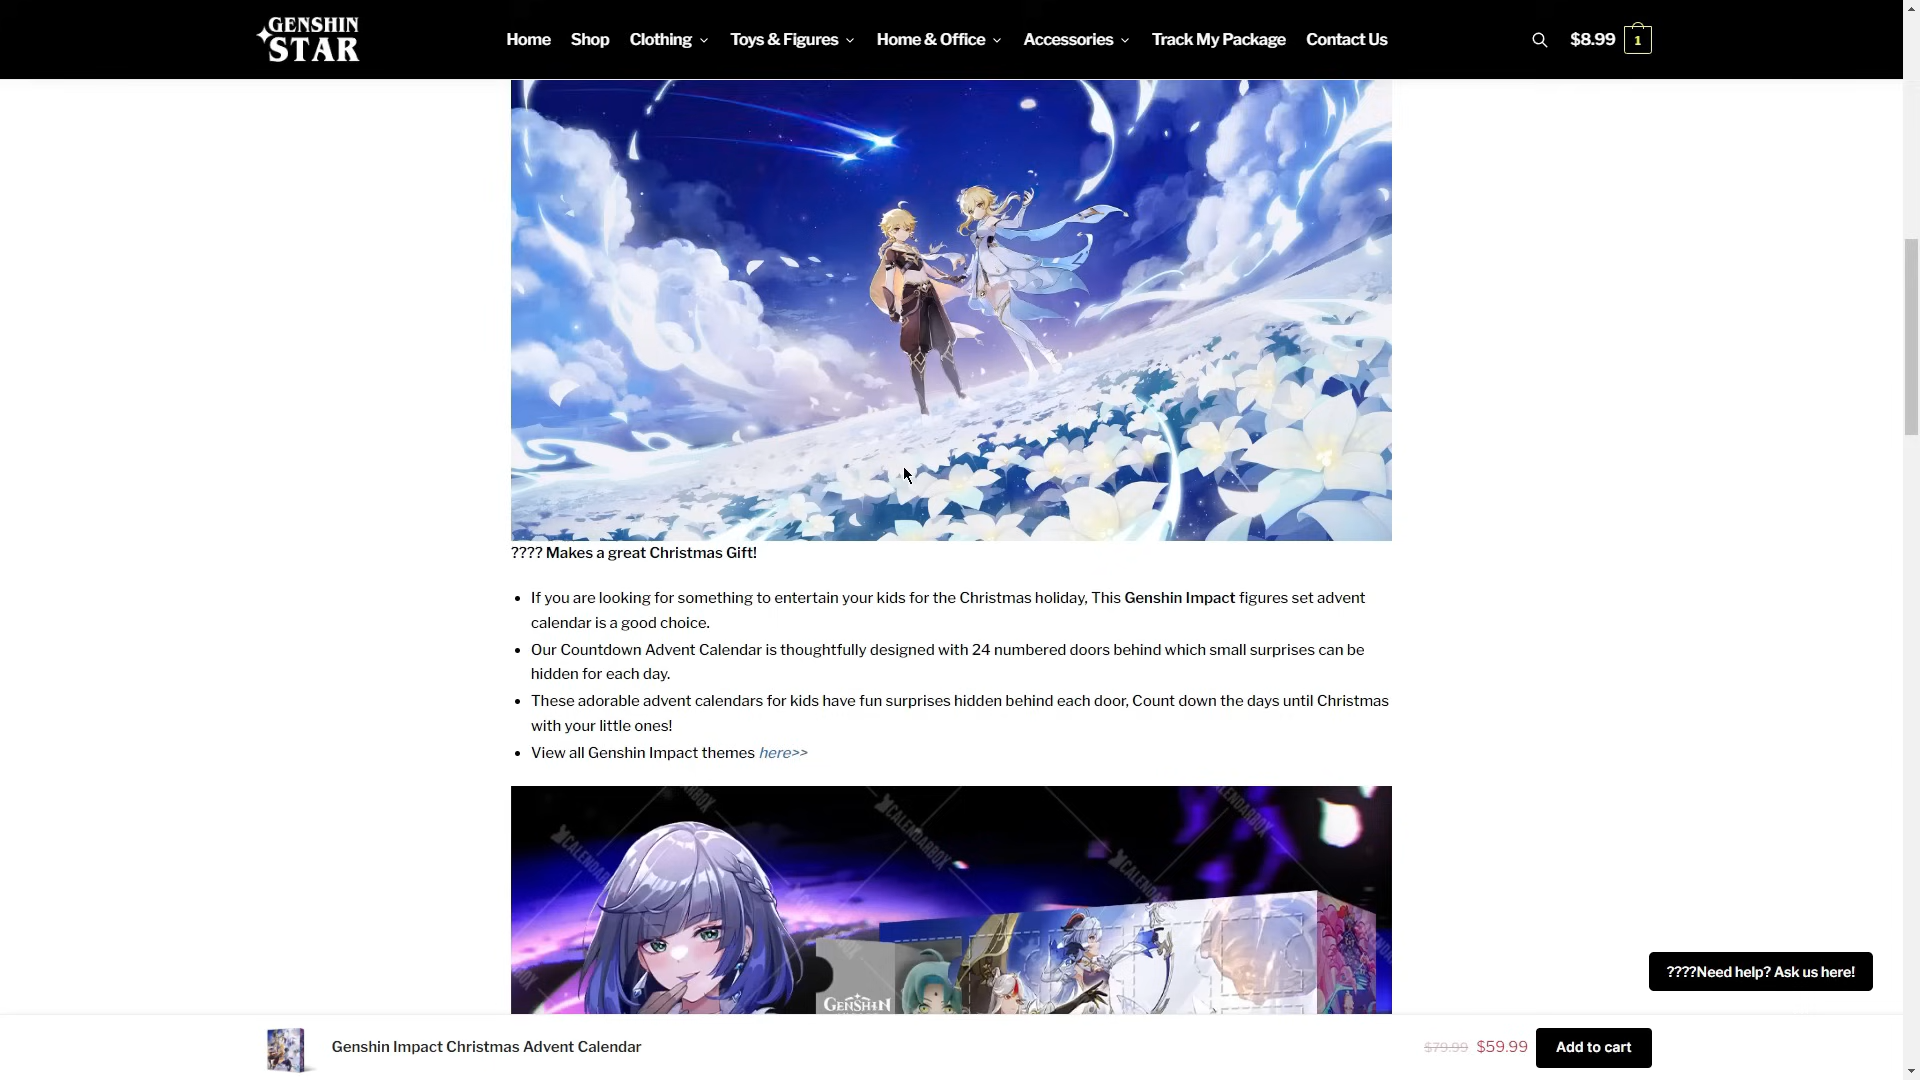 GENSHIN
STAR
Home
Shop
Clothing
Toys & Figures
Home & Office
Accessories
Track My Package
Contact Us
$8.99
1
???? Makes a great Christmas Gift!
If you are looking for something to entertain your kids for the Christmas holiday, This Genshin Impact figures set advent
calendar is a good choice.
Our Countdown Advent Calendar is thoughtfully designed with 24 numbered doors behind which small surprises can be
hidden for each day.
These adorable advent calendars for kids have fun surprises hidden behind each door, Count down the days until Christmas
with your little ones!
View all Genshin Impact themes here>>
CALENDARBOX
CALENDARBOX
CALENDARBOX
CALENDARBOX
GENSHIN
????Need help? Ask us here!
Genshin Impact Christmas Advent Calendar
$79.99 $59.99
Add to cart